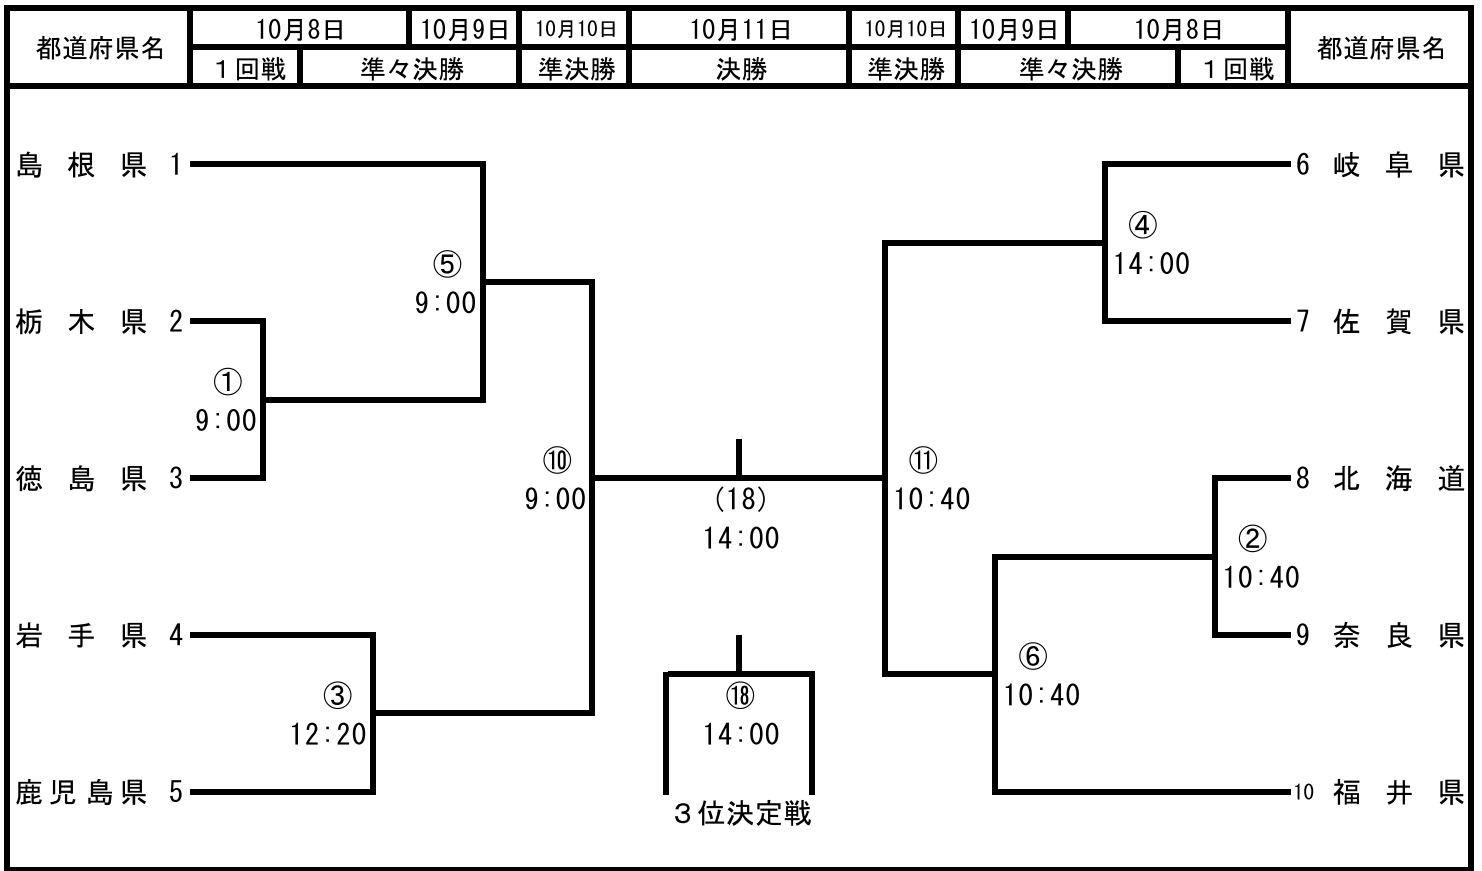 都道府県名 10月8日 10月9日 10月10日 10月11日 10月10日 10月9日 10月8日 都道府県名
１回戦 準々決勝 準決勝 決勝 準決勝 準々決勝 １回戦
島根県 1 6 岐阜県
④
14:00
⑤
9:00
栃木県 2 7 佐賀県
①
9:00
徳島県 3 8 北海道
⑩ ⑪
9:00 (18) 10:40
14:00
②
10:40
岩手県 4 9 奈良県
⑥
10:40
③ ⑱
12:20 14:00
鹿児島県 5 10 福井県
３位決定戦